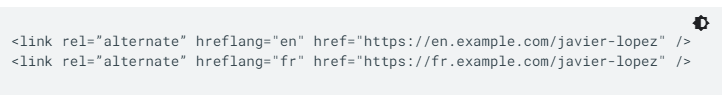 <link rel=”alternate” hreflang="en" href="https://en.example.com/javier-lopez" />
<link rel=”alternate” hreflang="fr" href="https://fr.example.com/javier-lopez" />